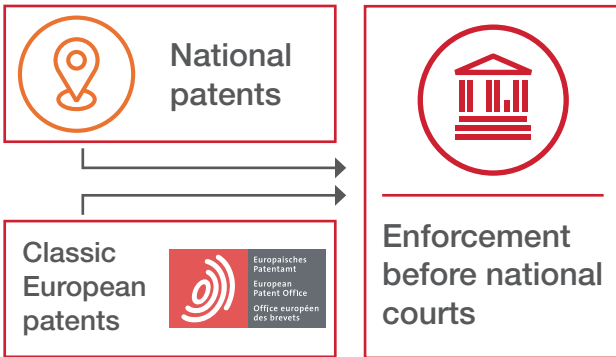 National
patents
Classic
European
patents
Europäisches
Patentamt
European
Patent Office
Office européen
des brevets
Enforcement
before national
courts